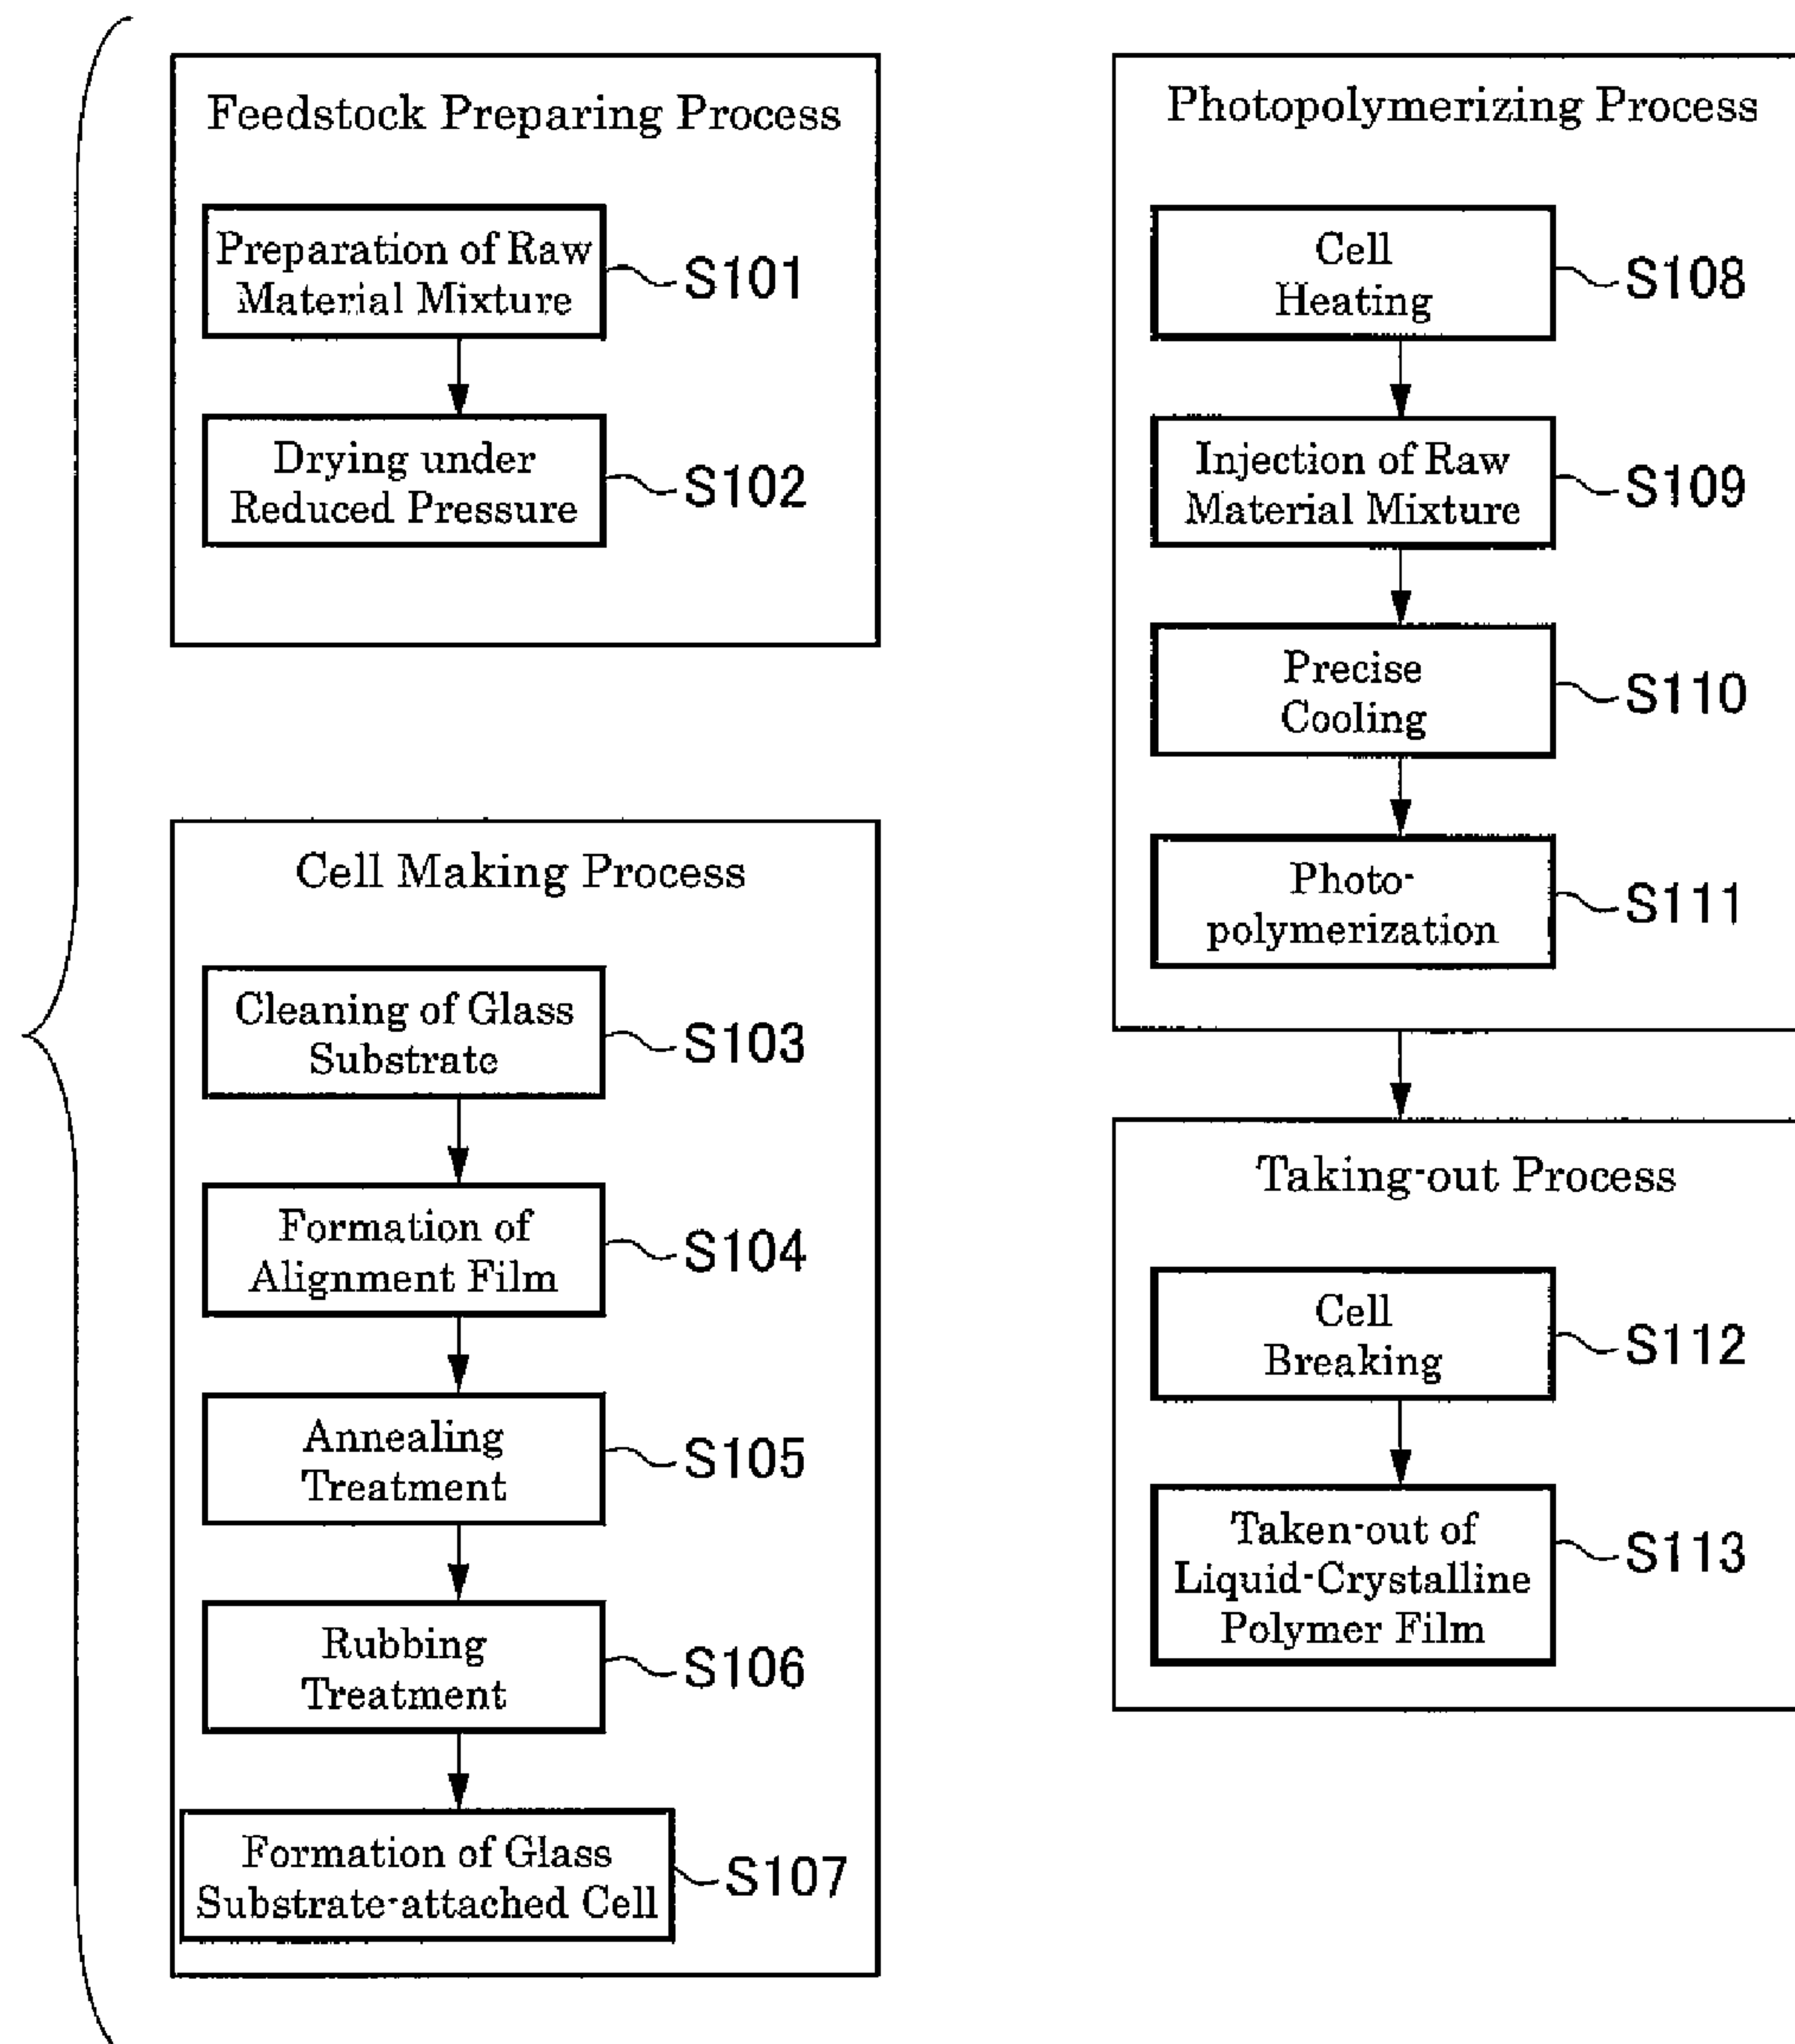 Feedstock Preparing Process
Preparation of Raw
Material Mixture
S101
Drying under
Reduced Pressure
S102
Cell Making Process
Cleaning of Glass
Substrate
S103
Formation of
Alignment Film
S104
Annealing
Treatment
S105
Rubbing
Treatment
S106
Formation of Glass
Substrate-attached Cell
S107
Photopolymerizing Process
Cell
Heating
S108
Injection of Raw
Material Mixture
S109
Precise
Cooling
S110
Photo-
polymerization
S111
Taking-out Process
Cell
Breaking
S112
Taken-out of
Liquid-Crystalline
Polymer Film
S113